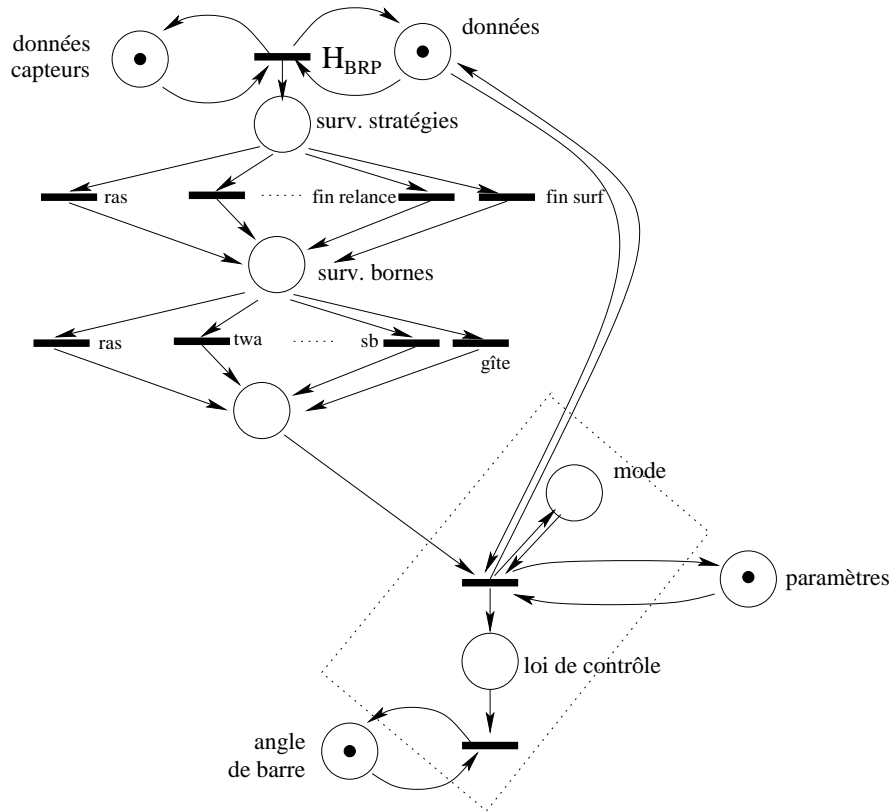 données
capteurs
H BRP
données
surv. stratégies
ras
fin relance
fin surf
surv. bornes
ras
twa
sb
gîte
mode
paramètres
loi de contrôle
angle
de barre